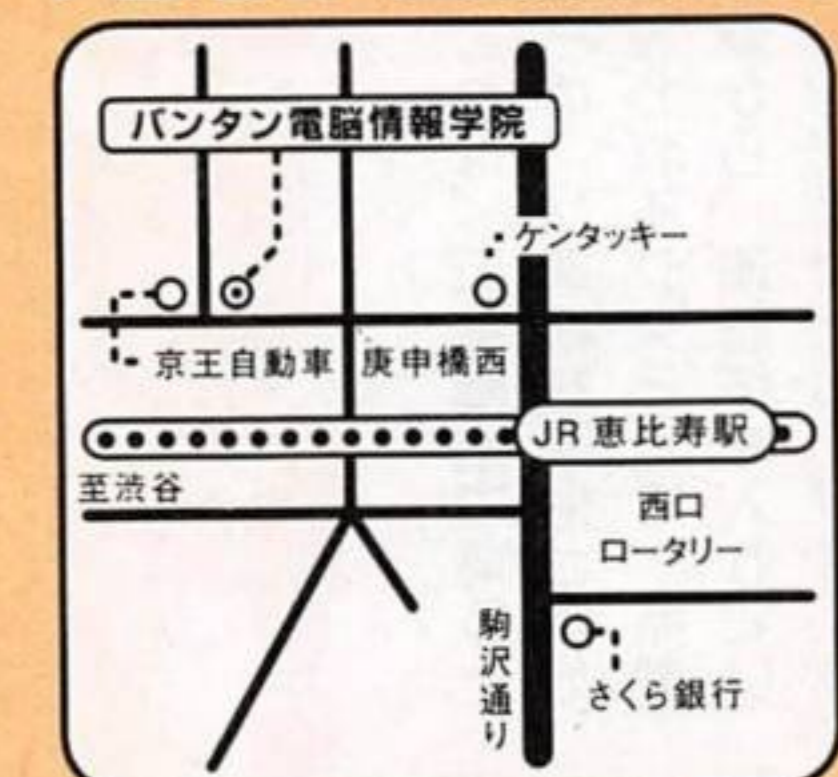 バンタン電脳情報学院
ケンタッキー
京王自動車
庚申橋西
JR 恵比寿駅
至渋谷
西口
ロータリー
駒沢通り
さくら銀行